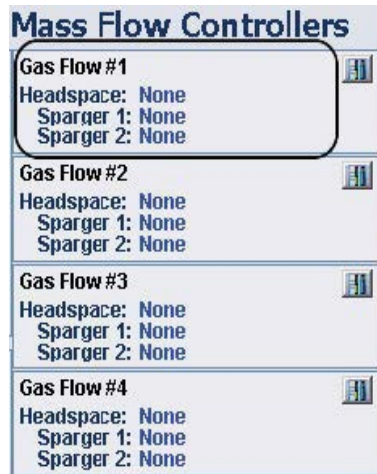 Mass Flow Controllers
Gas Flow #1
Headspace: None
Sparger 1: None
Sparger 2: None
Gas Flow #2
Headspace: None
Sparger 1: None
Sparger 2: None
Gas Flow #3
Headspace: None
Sparger 1: None
Sparger 2: None
Gas Flow #4
Headspace: None
Sparger 1: None
Sparger 2: None